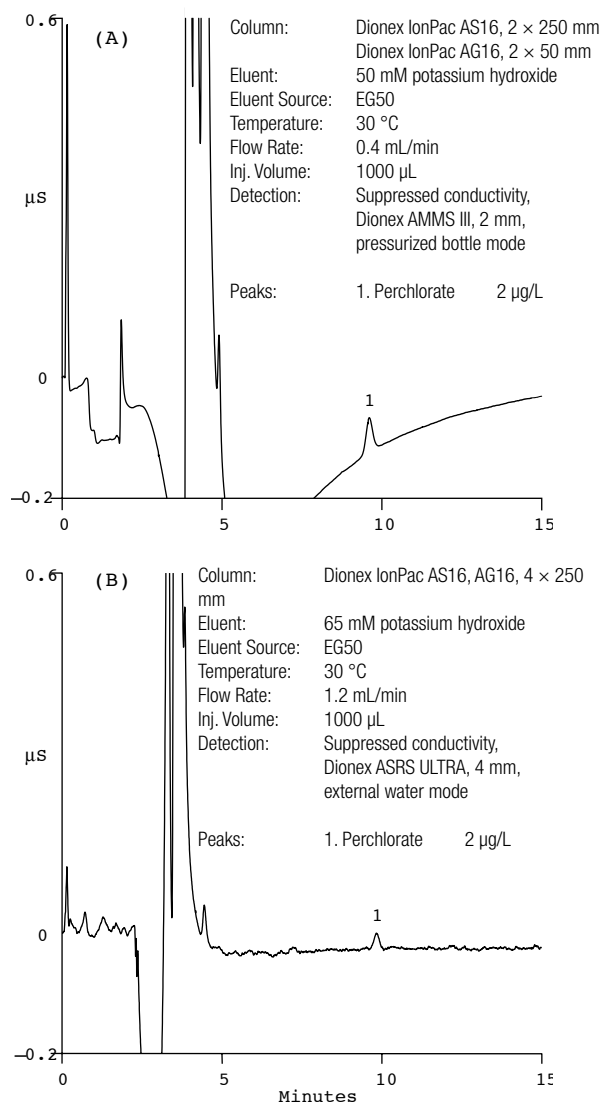 0.6
(A)
Column: Dionex IonPac AS16, 2 × 250 mm
Dionex IonPac AG16, 2 × 50 mm
Eluent: 50 mM potassium hydroxide
Eluent Source: EG50
Temperature: 30 °C
Flow Rate: 0.4 mL/min
Inj. Volume: 1000 µL
Detection: Suppressed conductivity,
Dionex AMMS III, 2 mm,
pressurized bottle mode
µS
Peaks: 1. Perchlorate 2 µg/L
0
1
–0.2
0 5 10 15
0.6
(B)
Column: Dionex IonPac AS16, AG16, 4 × 250
mm
Eluent: 65 mM potassium hydroxide
Eluent Source: EG50
Temperature: 30 °C
Flow Rate: 1.2 mL/min
Inj. Volume: 1000 µL
Detection: Suppressed conductivity,
Dionex ASRS ULTRA, 4 mm,
external water mode
µS
Peaks: 1. Perchlorate 2 µg/L
1
0
–0.2
0 5 10 15
Minutes